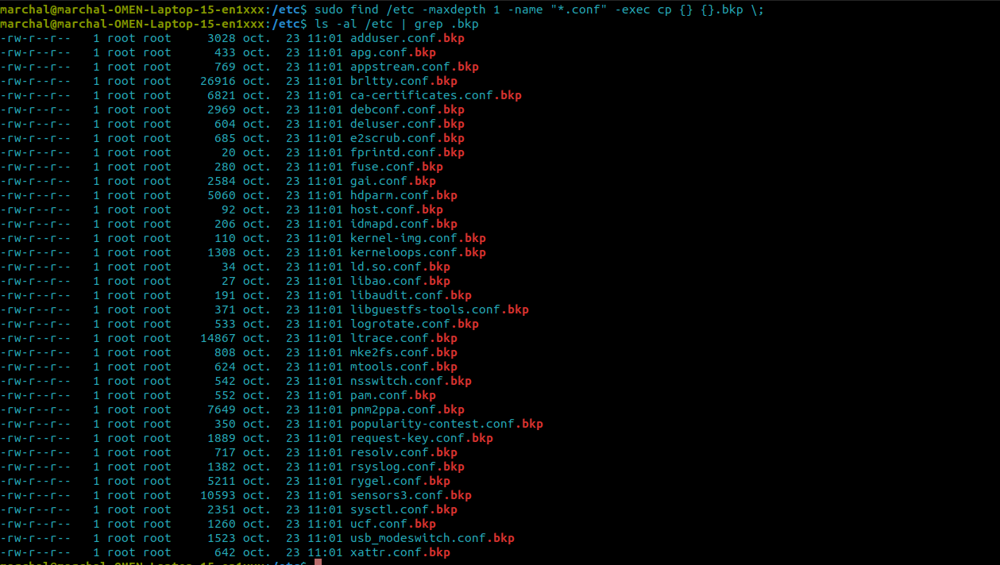 marchal@marchal-OMEN-Laptop-15-en1xxx:/etc$ sudo find /etc -maxdepth 1 -name "*.conf" -exec cp {} {}.bkp \;
marchal@marchal-OMEN-Laptop-15-en1xxx:/etc$ ls -al /etc | grep .bkp
-rw-r--r--   1 root root     3028 oct.  23 11:01 adduser.conf.bkp
-rw-r--r--   1 root root      433 oct.  23 11:01 apg.conf.bkp
-rw-r--r--   1 root root      769 oct.  23 11:01 appstream.conf.bkp
-rw-r--r--   1 root root    26916 oct.  23 11:01 brltty.conf.bkp
-rw-r--r--   1 root root     6821 oct.  23 11:01 ca-certificates.conf.bkp
-rw-r--r--   1 root root     2969 oct.  23 11:01 debconf.conf.bkp
-rw-r--r--   1 root root      604 oct.  23 11:01 deluser.conf.bkp
-rw-r--r--   1 root root      685 oct.  23 11:01 e2scrub.conf.bkp
-rw-r--r--   1 root root       20 oct.  23 11:01 fprintd.conf.bkp
-rw-r--r--   1 root root      280 oct.  23 11:01 fuse.conf.bkp
-rw-r--r--   1 root root     2584 oct.  23 11:01 gai.conf.bkp
-rw-r--r--   1 root root     5060 oct.  23 11:01 hdparm.conf.bkp
-rw-r--r--   1 root root       92 oct.  23 11:01 host.conf.bkp
-rw-r--r--   1 root root      206 oct.  23 11:01 idmapd.conf.bkp
-rw-r--r--   1 root root      110 oct.  23 11:01 kernel-img.conf.bkp
-rw-r--r--   1 root root     1308 oct.  23 11:01 kerneloops.conf.bkp
-rw-r--r--   1 root root       34 oct.  23 11:01 ld.so.conf.bkp
-rw-r--r--   1 root root       27 oct.  23 11:01 libao.conf.bkp
-rw-r--r--   1 root root      191 oct.  23 11:01 libaudit.conf.bkp
-rw-r--r--   1 root root      371 oct.  23 11:01 libguestfs-tools.conf.bkp
-rw-r--r--   1 root root      533 oct.  23 11:01 logrotate.conf.bkp
-rw-r--r--   1 root root    14867 oct.  23 11:01 ltrace.conf.bkp
-rw-r--r--   1 root root      808 oct.  23 11:01 mke2fs.conf.bkp
-rw-r--r--   1 root root      624 oct.  23 11:01 mtools.conf.bkp
-rw-r--r--   1 root root      542 oct.  23 11:01 nsswitch.conf.bkp
-rw-r--r--   1 root root      552 oct.  23 11:01 pam.conf.bkp
-rw-r--r--   1 root root     7649 oct.  23 11:01 pnm2ppa.conf.bkp
-rw-r--r--   1 root root      350 oct.  23 11:01 popularity-contest.conf.bkp
-rw-r--r--   1 root root     1889 oct.  23 11:01 request-key.conf.bkp
-rw-r--r--   1 root root      717 oct.  23 11:01 resolv.conf.bkp
-rw-r--r--   1 root root     1382 oct.  23 11:01 rsyslog.conf.bkp
-rw-r--r--   1 root root     5211 oct.  23 11:01 rygel.conf.bkp
-rw-r--r--   1 root root    10593 oct.  23 11:01 sensors3.conf.bkp
-rw-r--r--   1 root root     2351 oct.  23 11:01 sysctl.conf.bkp
-rw-r--r--   1 root root     1260 oct.  23 11:01 ucf.conf.bkp
-rw-r--r--   1 root root     1523 oct.  23 11:01 usb_modeswitch.conf.bkp
-rw-r--r--   1 root root      642 oct.  23 11:01 xattr.conf.bkp
marchal@marchal-OMEN-Laptop-15-en1xxx:/etc$